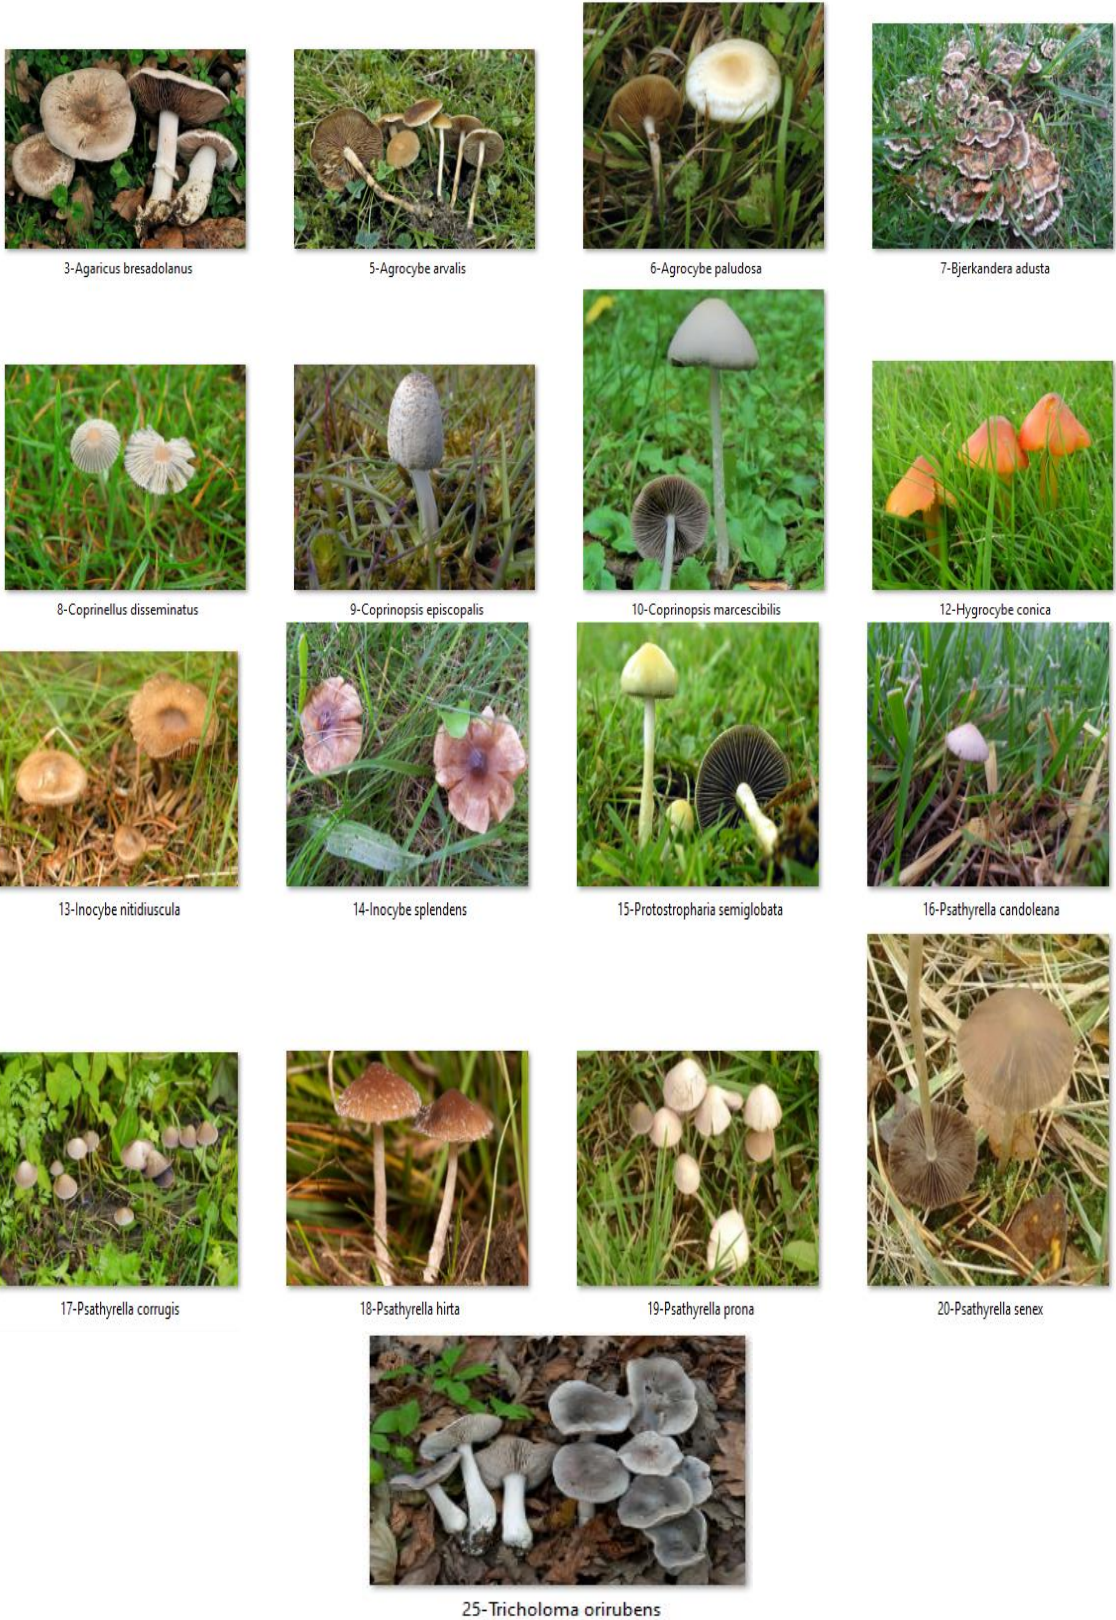 3-Agaricus bresadolanus
5-Agrocybe arvalis
6-Agrocybe paludosa
7-Bjerkandera adusta
8-Coprinellus disseminatus
9-Coprinopsis episcopalis
10-Coprinopsis marcescibilis
12-Hygrocybe conica
13-Inocybe nitidiuscula
14-Inocybe splendens
15-Protostropharia semiglobata
16-Psathyrella candoleana
17-Psathyrella corrugis
18-Psathyrella hirta
19-Psathyrella prona
20-Psathyrella senex
25-Tricholoma orirubens